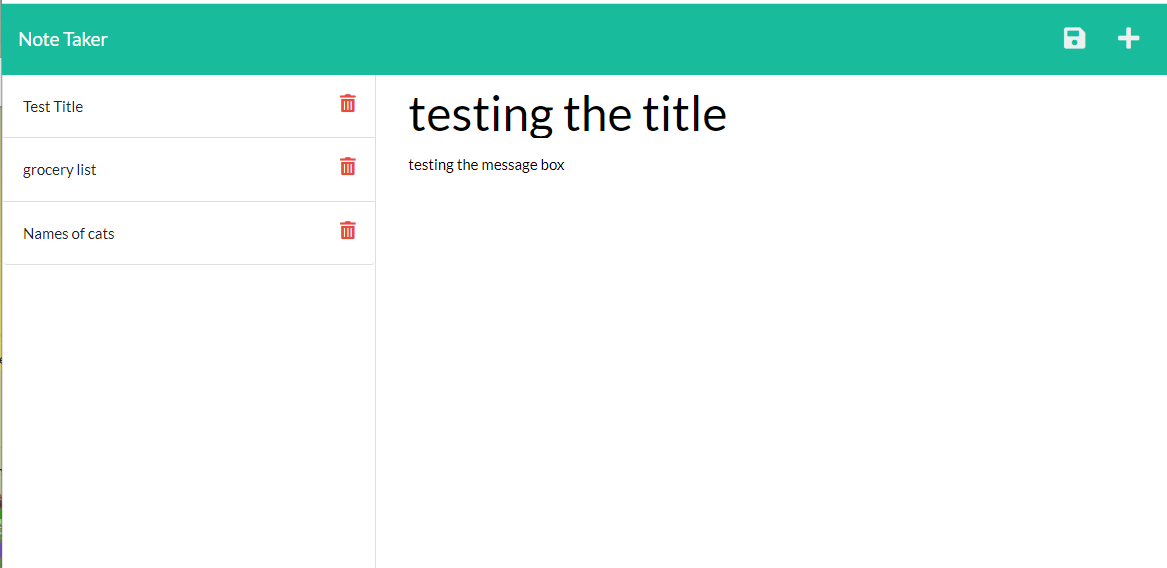 Note Taker
Test Title
grocery list
Names of cats
testing the title
testing the message box